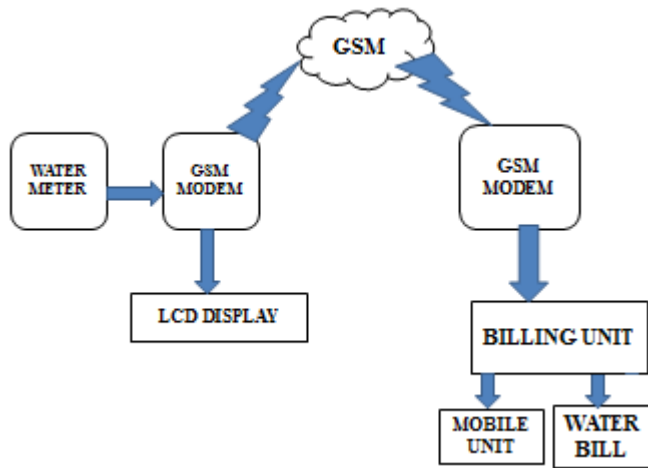 GSM
WATER
METER
GSM
MODEM
GSM
MODEM
LCD DISPLAY
BILLING UNIT
MOBILE
UNIT
WATER
BILL